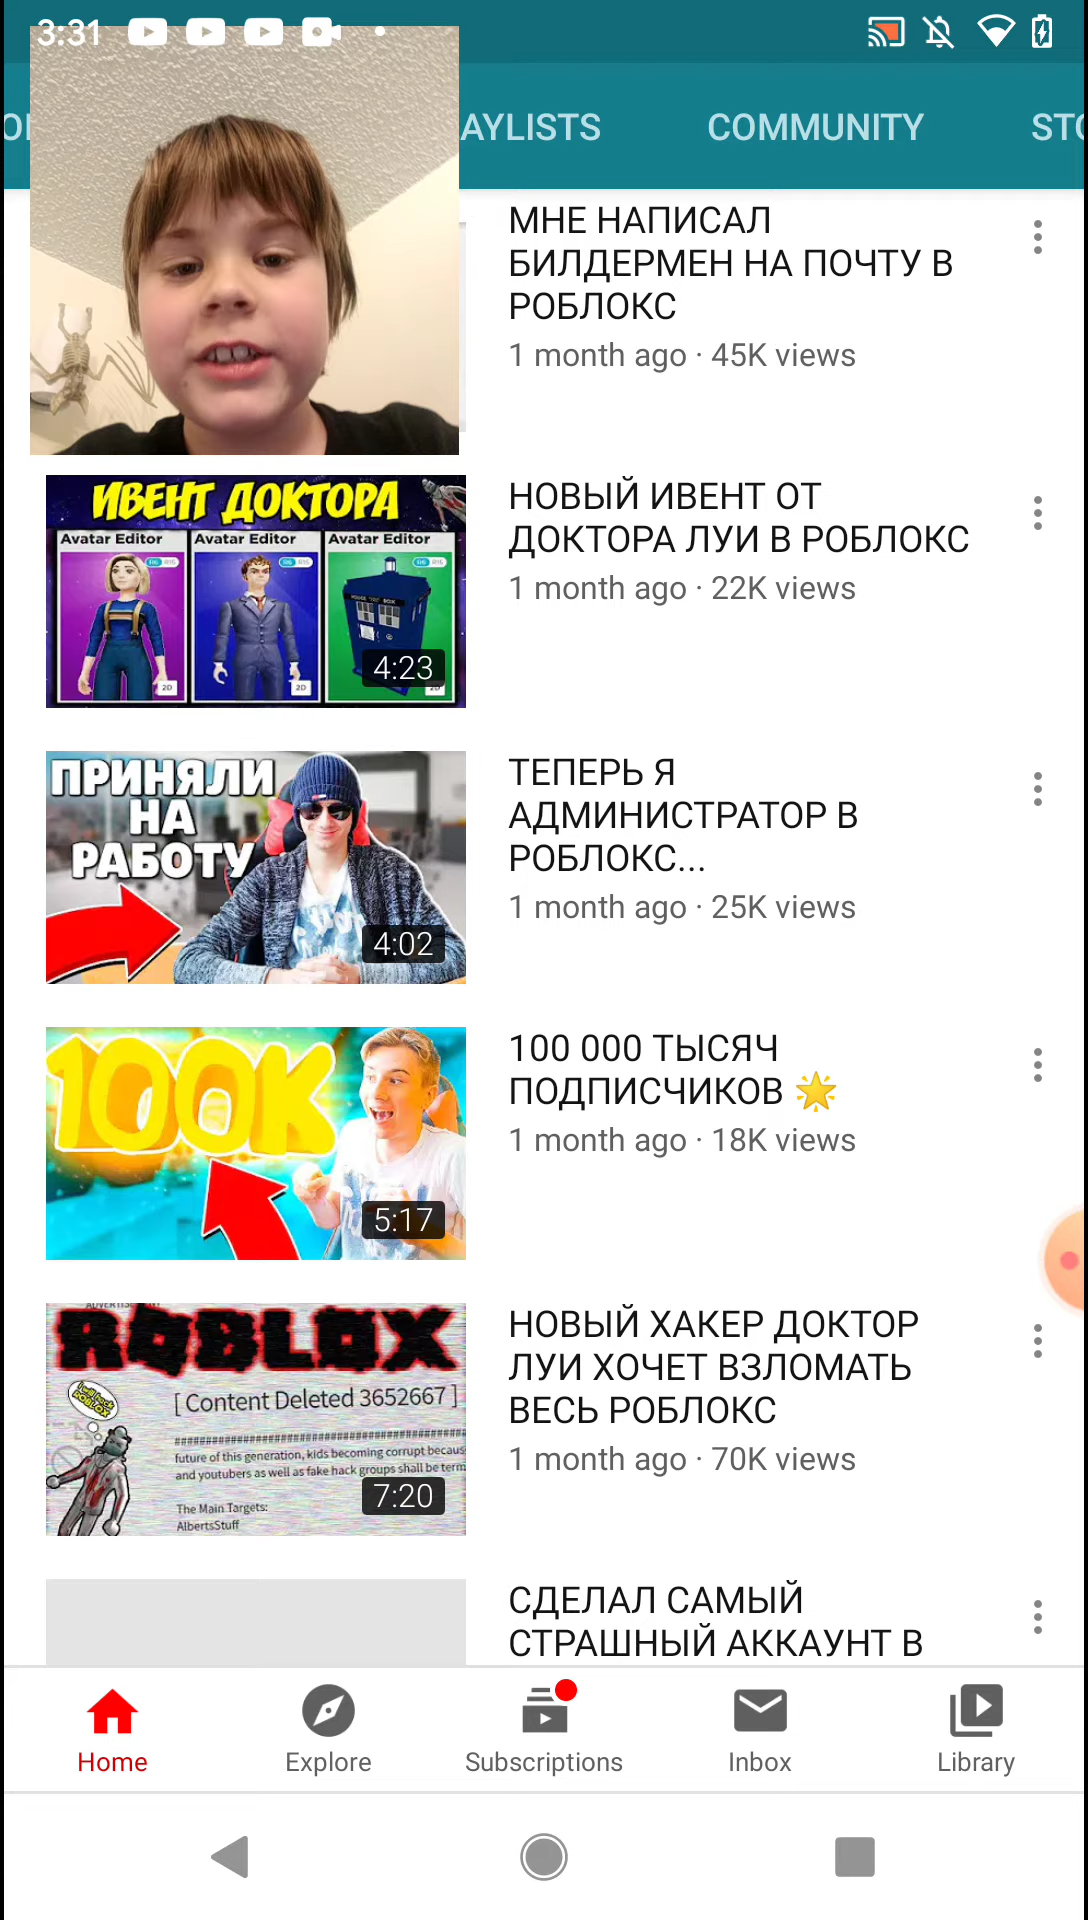 3:31
AYLISTS
COMMUNITY
МНЕ НАПИСАЛ
БИЛДЕРМЕН НА ПОЧТУ В
РОБЛОКС
1 month ago · 45K views
ИВЕНТ ДОКТОРА
Avatar Editor
Avatar Editor
Avatar Editor
2D
2D
2D
4:23
НОВЫЙ ИВЕНТ ОТ
ДОКТОРА ЛУИ В РОБЛОКС
1 month ago · 22K views
ПРИНЯЛИ
НА
РАБОТУ
4:02
ТЕПЕРЬ Я
АДМИНИСТРАТОР В
РОБЛОКС...
1 month ago · 25K views
100K
5:17
100 000 ТЫСЯЧ
ПОДПИСЧИКОВ 🌟
1 month ago · 18K views
ROBLOX
[ Content Deleted 3652667 ]
future of this generation, kids becoming corrupt becaus
and youtubers as well as fake hack groups shall be term
The Main Targets:
AlbertsStuff
7:20
НОВЫЙ ХАКЕР ДОКТОР
ЛУИ ХОЧЕТ ВЗЛОМАТЬ
ВЕСЬ РОБЛОКС
1 month ago · 70K views
СДЕЛАЛ САМЫЙ
СТРАШНЫЙ АККАУНТ В
Home
Explore
Subscriptions
Inbox
Library